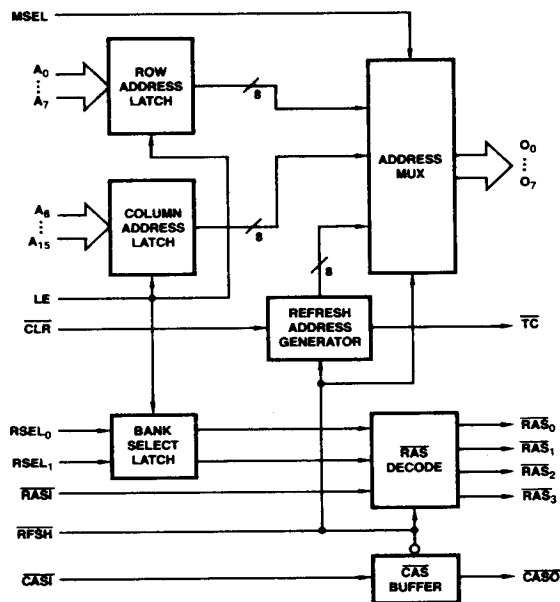 MSEL
A0
A7
ROW
ADDRESS
LATCH
8
ADDRESS
MUX
O0
O7
A8
A15
COLUMN
ADDRESS
LATCH
8
8
LE
CLR
REFRESH
ADDRESS
GENERATOR
TC
RSEL0
RSEL1
BANK
SELECT
LATCH
RAS
DECODE
RAS0
RAS1
RAS2
RAS3
RASI
RFSH
CASI
CAS
BUFFER
CASO